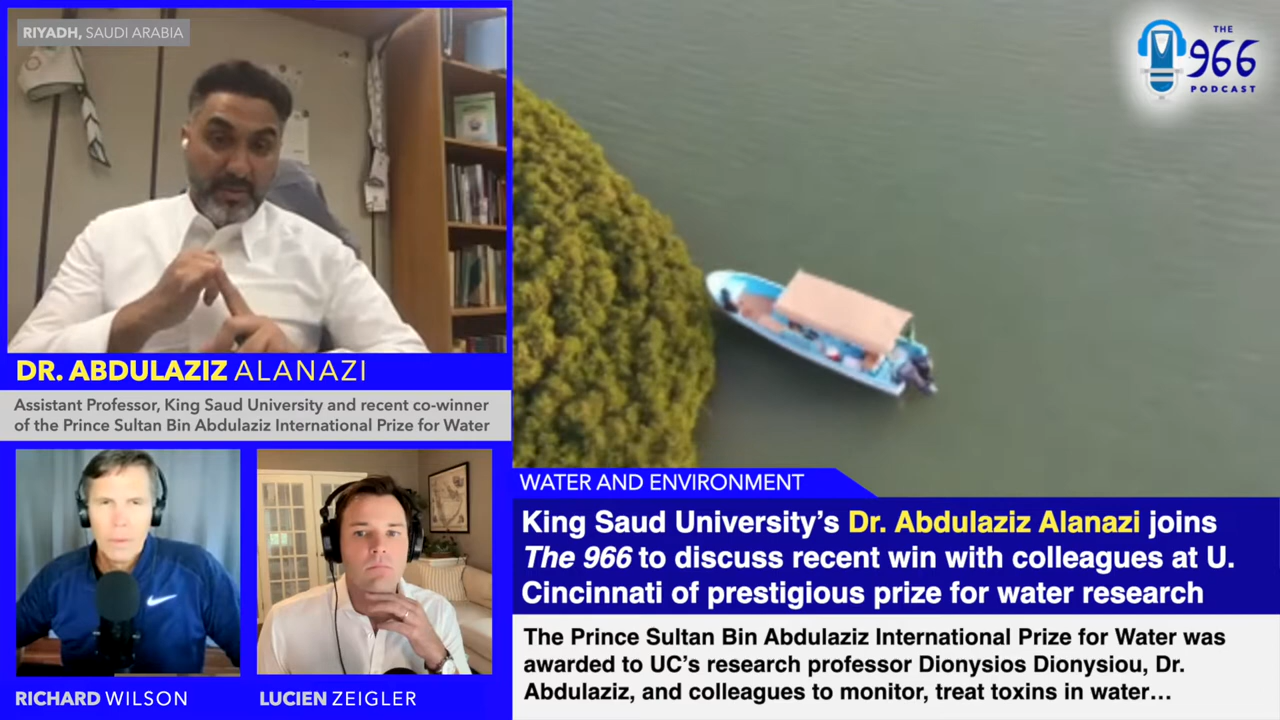 RIYADH, SAUDI ARABIA
THE
966
PODCAST
DR. ABDULAZIZ ALANAZI
Assistant Professor, King Saud University and recent co-winner
of the Prince Sultan Bin Abdulaziz International Prize for Water
RICHARD WILSON
LUCIEN ZEIGLER
WATER AND ENVIRONMENT
King Saud University’s Dr. Abdulaziz Alanazi joins
The 966 to discuss recent win with colleagues at U.
Cincinnati of prestigious prize for water research
The Prince Sultan Bin Abdulaziz International Prize for Water was
awarded to UC’s research professor Dionysios Dionysiou, Dr.
Abdulaziz, and colleagues to monitor, treat toxins in water…